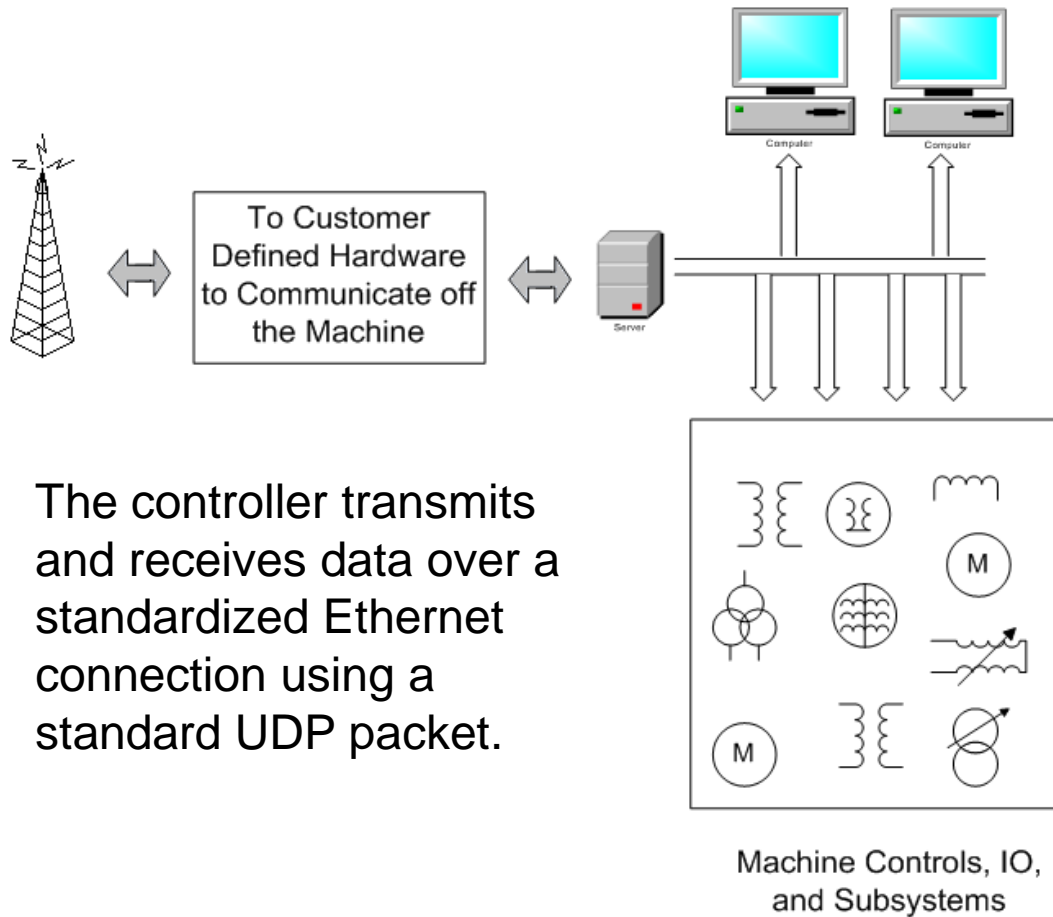 Computer
Computer
To Customer
Defined Hardware
to Communicate off
the Machine
Server
The controller transmits
and receives data over a
standardized Ethernet
connection using a
standard UDP packet.
M
M
Machine Controls, IO,
and Subsystems